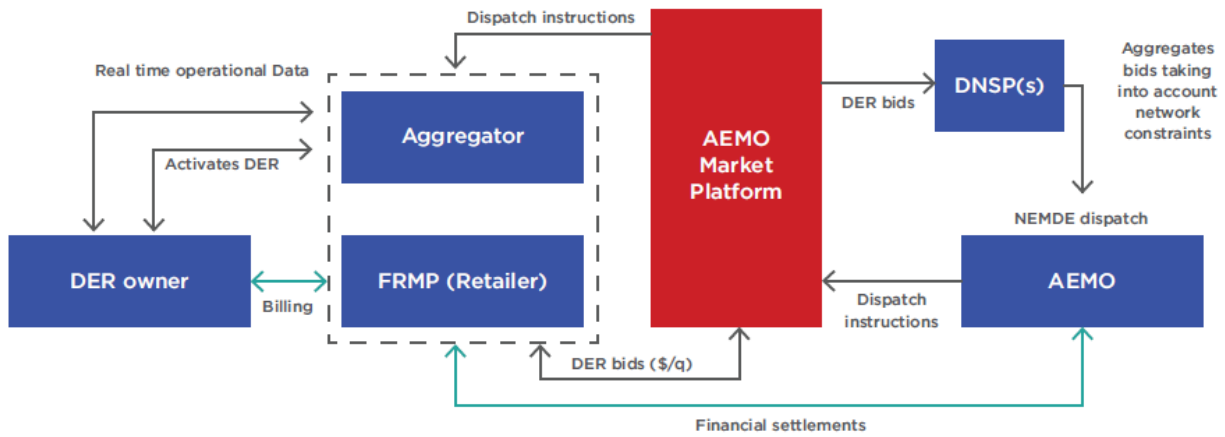 Dispatch instructions
Real time operational Data
Aggregator
Activates DER
DER owner
Billing
FRMP (Retailer)
AEMO
Market
Platform
DER bids
DNSP(s)
Aggregates
bids taking
into account
network
constraints
NEMDE dispatch
AEMO
Dispatch
instructions
DER bids ($/q)
Financial settlements